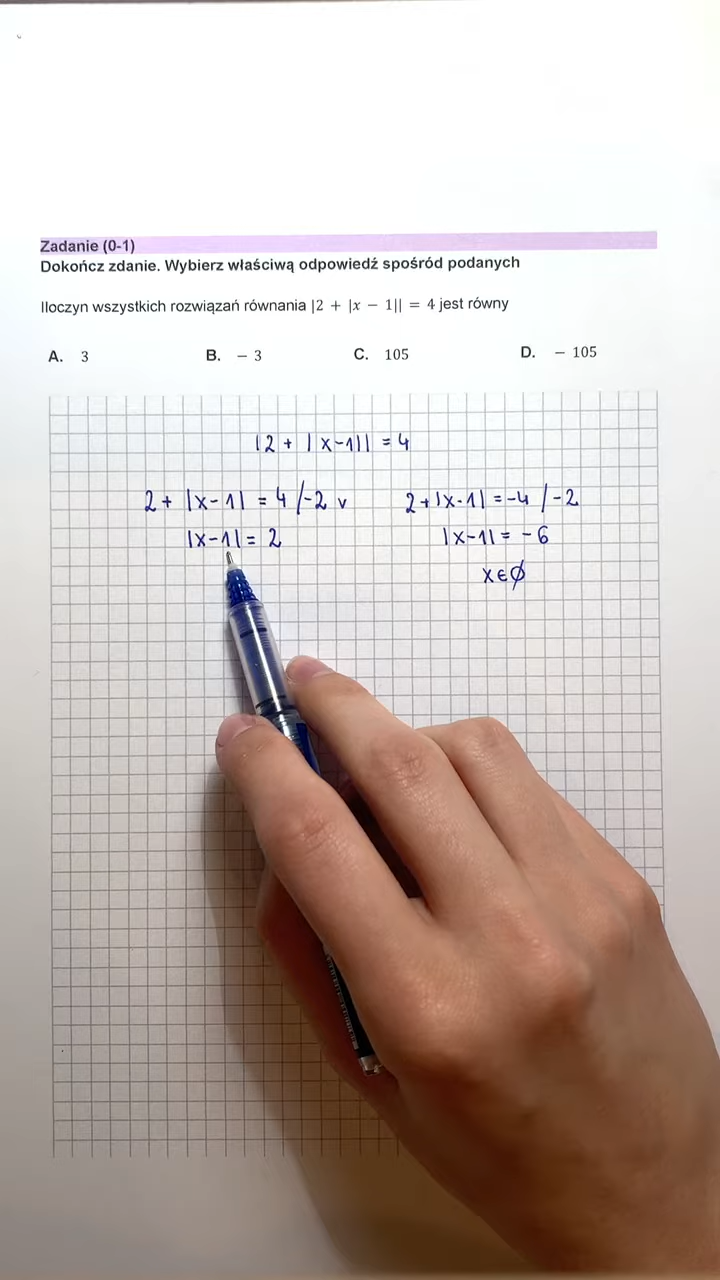 Zadanie (0-1)
Dokończ zdanie. Wybierz właściwą odpowiedź spośród podanych
Iloczyn wszystkich rozwiązań równania |2 + |x − 1|| = 4 jest równy
A. 3 B. − 3 C. 105 D. − 105
|2 + |x-1|| = 4
2 + |x-1| = 4 /-2 v 2+|x-1| = -4 /-2
|x-1| = 2 |x-1| = -6
x∈∅